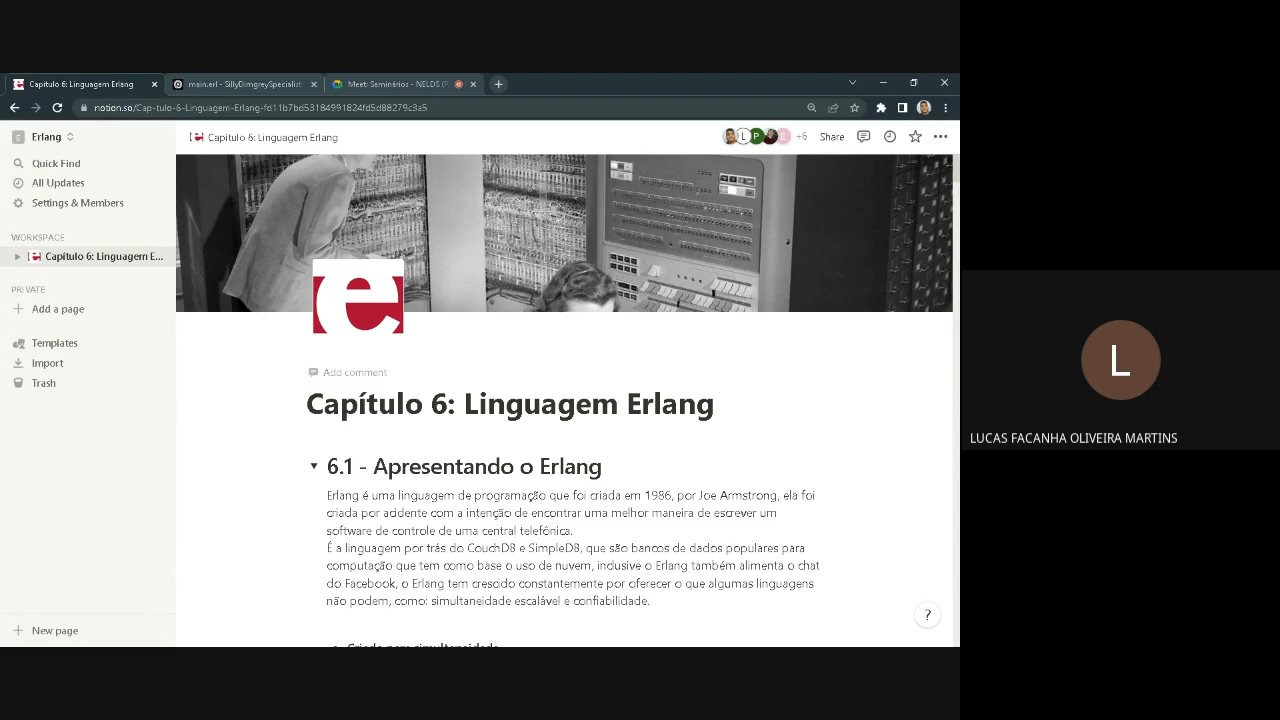 Capítulo 6: Linguagem Erlang
main.erl - SillyDimgreySpecialist
Meet: Seminários - NELDS (P
notion.so/Cap-tulo-6-Linguagem-Erlang-fd11b7bd53184991824fd5d88279c3a5
E Erlang
Capítulo 6: Linguagem Erlang
L P +6 Share
Quick Find
All Updates
Settings & Members
WORKSPACE
Capítulo 6: Linguagem E...
PRIVATE
Add a page
Templates
Import
Trash
New page
e
Add comment
Capítulo 6: Linguagem Erlang
6.1 - Apresentando o Erlang
Erlang é uma linguagem de programação que foi criada em 1986, por Joe Armstrong, ela foi
criada por acidente com a intenção de encontrar uma melhor maneira de escrever um
software de controle de uma central telefônica.
É a linguagem por trás do CouchDB e SimpleDB, que são bancos de dados populares para
computação que tem como base o uso de nuvem, inclusive o Erlang também alimenta o chat
do Facebook, o Erlang tem crescido constantemente por oferecer o que algumas linguagens
não podem, como: simultaneidade escalável e confiabilidade.
?
L
LUCAS FACANHA OLIVEIRA MARTINS